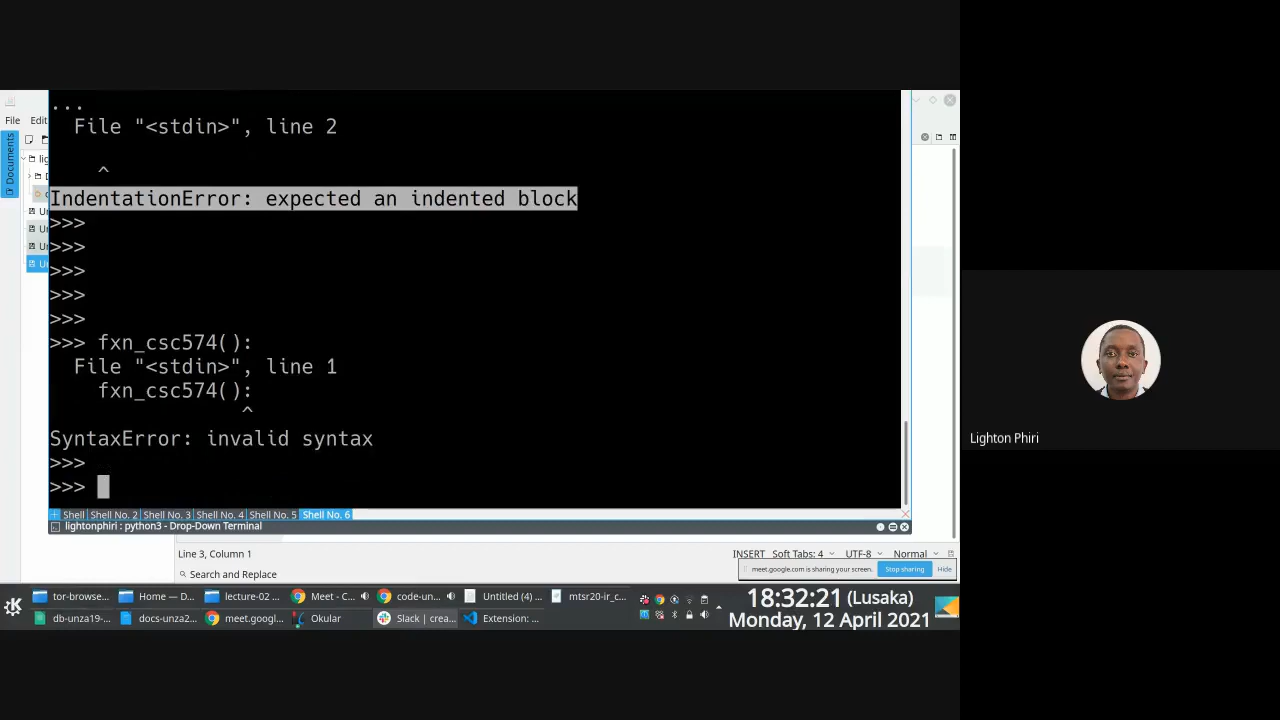 ...
File "<stdin>", line 2
^
IndentationError: expected an indented block
>>>
>>>
>>>
>>>
>>>
>>> fxn_csc574():
File "<stdin>", line 1
fxn_csc574():
^
SyntaxError: invalid syntax
>>>
>>>
File Edit
Documents
Shell Shell No. 2 Shell No. 3 Shell No. 4 Shell No. 5 Shell No. 6
lightonphiri : python3 - Drop-Down Terminal
Line 3, Column 1 INSERT Soft Tabs: 4 UTF-8 Normal
meet.google.com is sharing your screen. Stop sharing Hide
Search and Replace
tor-browse... Home — D... lecture-02 ... Meet - C... code-un... Untitled (4) ... mtsr20-ir_c...
db-unza19-... docs-unza2... meet.googl... Okular Slack | crea... Extension: ...
18:32:21 (Lusaka)
Monday, 12 April 2021
Lighton Phiri